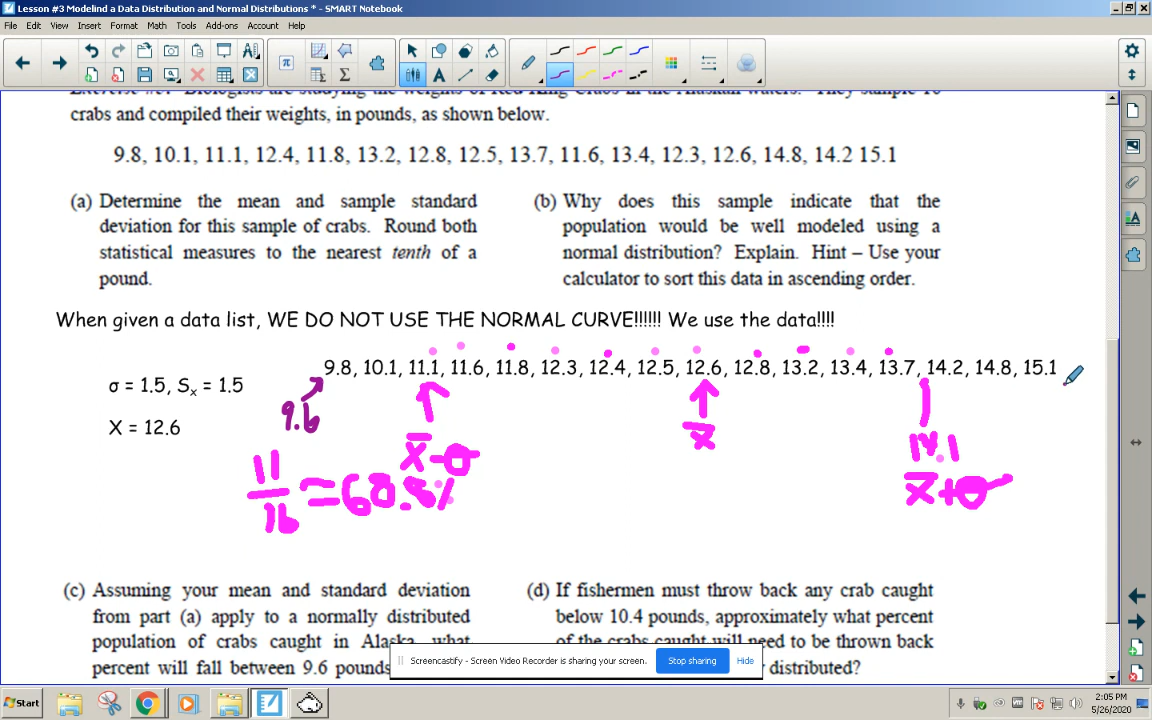 Lesson #3 Modelind a Data Distribution and Normal Distributions * - SMART Notebook
File Edit View Insert Format Math Tools Add-ons Account Help
crabs and compiled their weights, in pounds, as shown below.
9.8, 10.1, 11.1, 12.4, 11.8, 13.2, 12.8, 12.5, 13.7, 11.6, 13.4, 12.3, 12.6, 14.8, 14.2 15.1
(a) Determine the mean and sample standard
deviation for this sample of crabs. Round both
statistical measures to the nearest tenth of a
pound.
(b) Why does this sample indicate that the
population would be well modeled using a
normal distribution? Explain. Hint – Use your
calculator to sort this data in ascending order.
When given a data list, WE DO NOT USE THE NORMAL CURVE!!!!!! We use the data!!!!
9.8, 10.1, 11.1, 11.6, 11.8, 12.3, 12.4, 12.5, 12.6, 12.8, 13.2, 13.4, 13.7, 14.2, 14.8, 15.1
σ = 1.5, Sx = 1.5
X = 12.6
9.6
x̅-σ
x̅
14.1
x̅+σ
11/16 = 68.8%
(c) Assuming your mean and standard deviation
from part (a) apply to a normally distributed
population of crabs caught in Alaska, what
percent will fall between 9.6 pounds
(d) If fishermen must throw back any crab caught
below 10.4 pounds, approximately what percent
of the crabs caught will need to be thrown back
distributed?
Screencastify - Screen Video Recorder is sharing your screen.
Stop sharing
Hide
Start
2:05 PM
5/26/2020